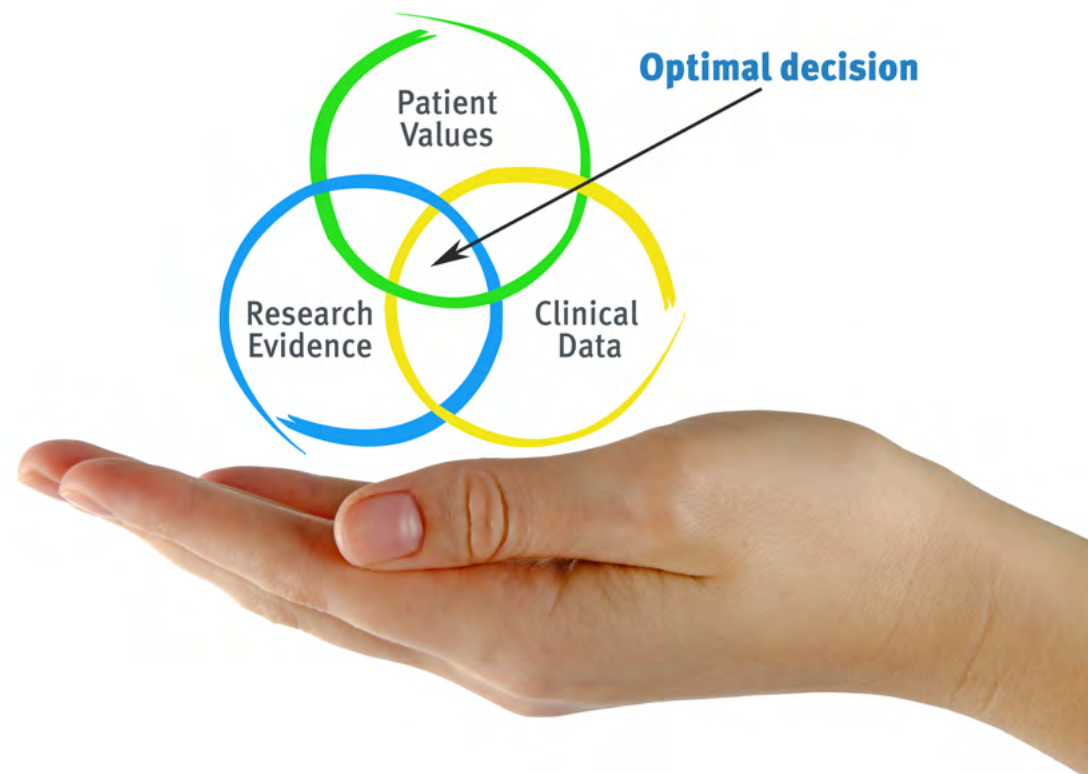 Optimal decision
Patient
Values
Research
Evidence
Clinical
Data